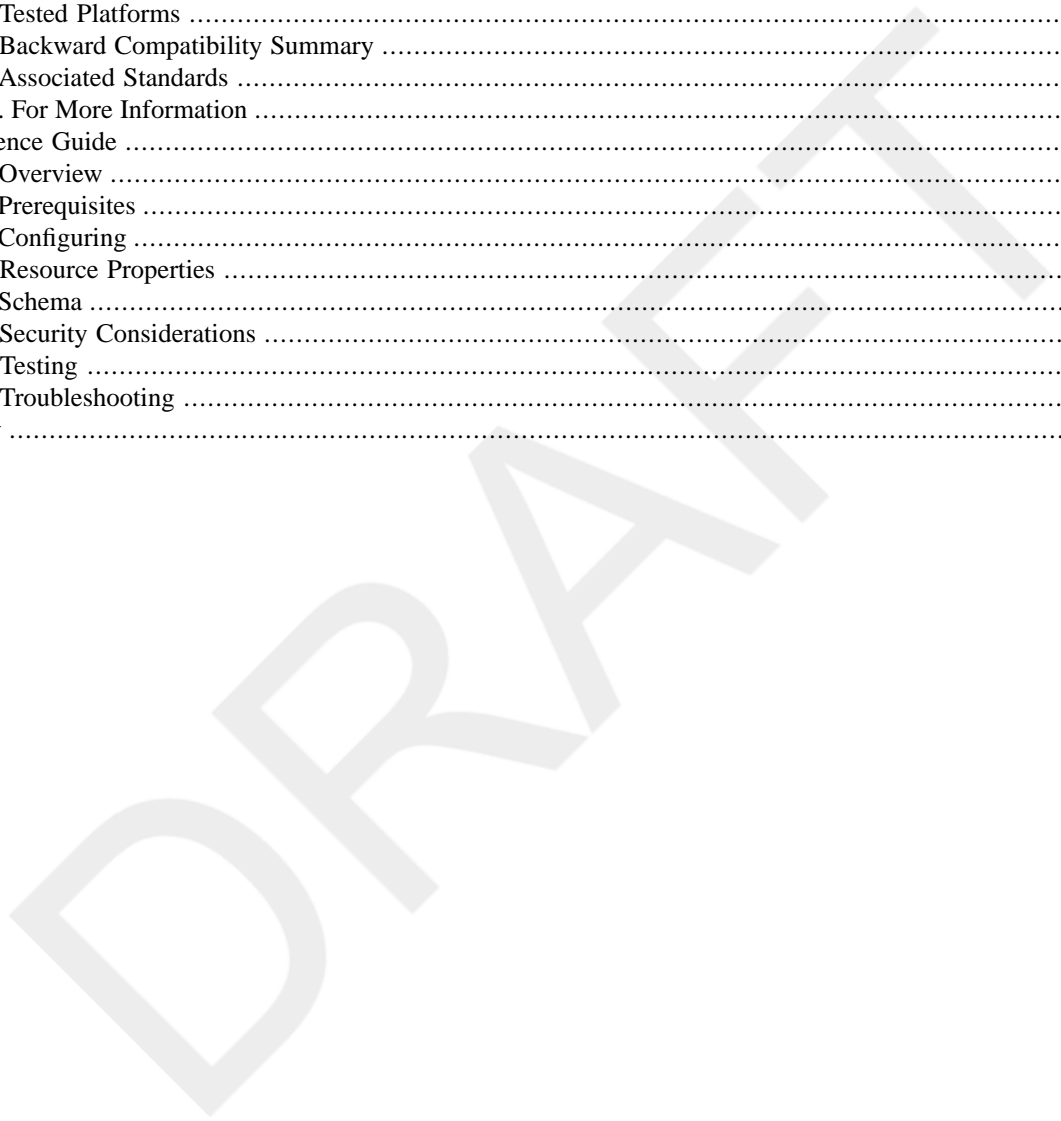 Tested Platforms ........................................................................................................................
Backward Compatibility Summary ........................................................................................
Associated Standards ..........................................................................................................
. For More Information ........................................................................................................
ence Guide ........................................................................................................................
Overview ..........................................................................................................................
Prerequisites ......................................................................................................................
Configuring .......................................................................................................................
Resource Properties ............................................................................................................
Schema .............................................................................................................................
Security Considerations .......................................................................................................
Testing .............................................................................................................................
Troubleshooting .................................................................................................................
DRAFT